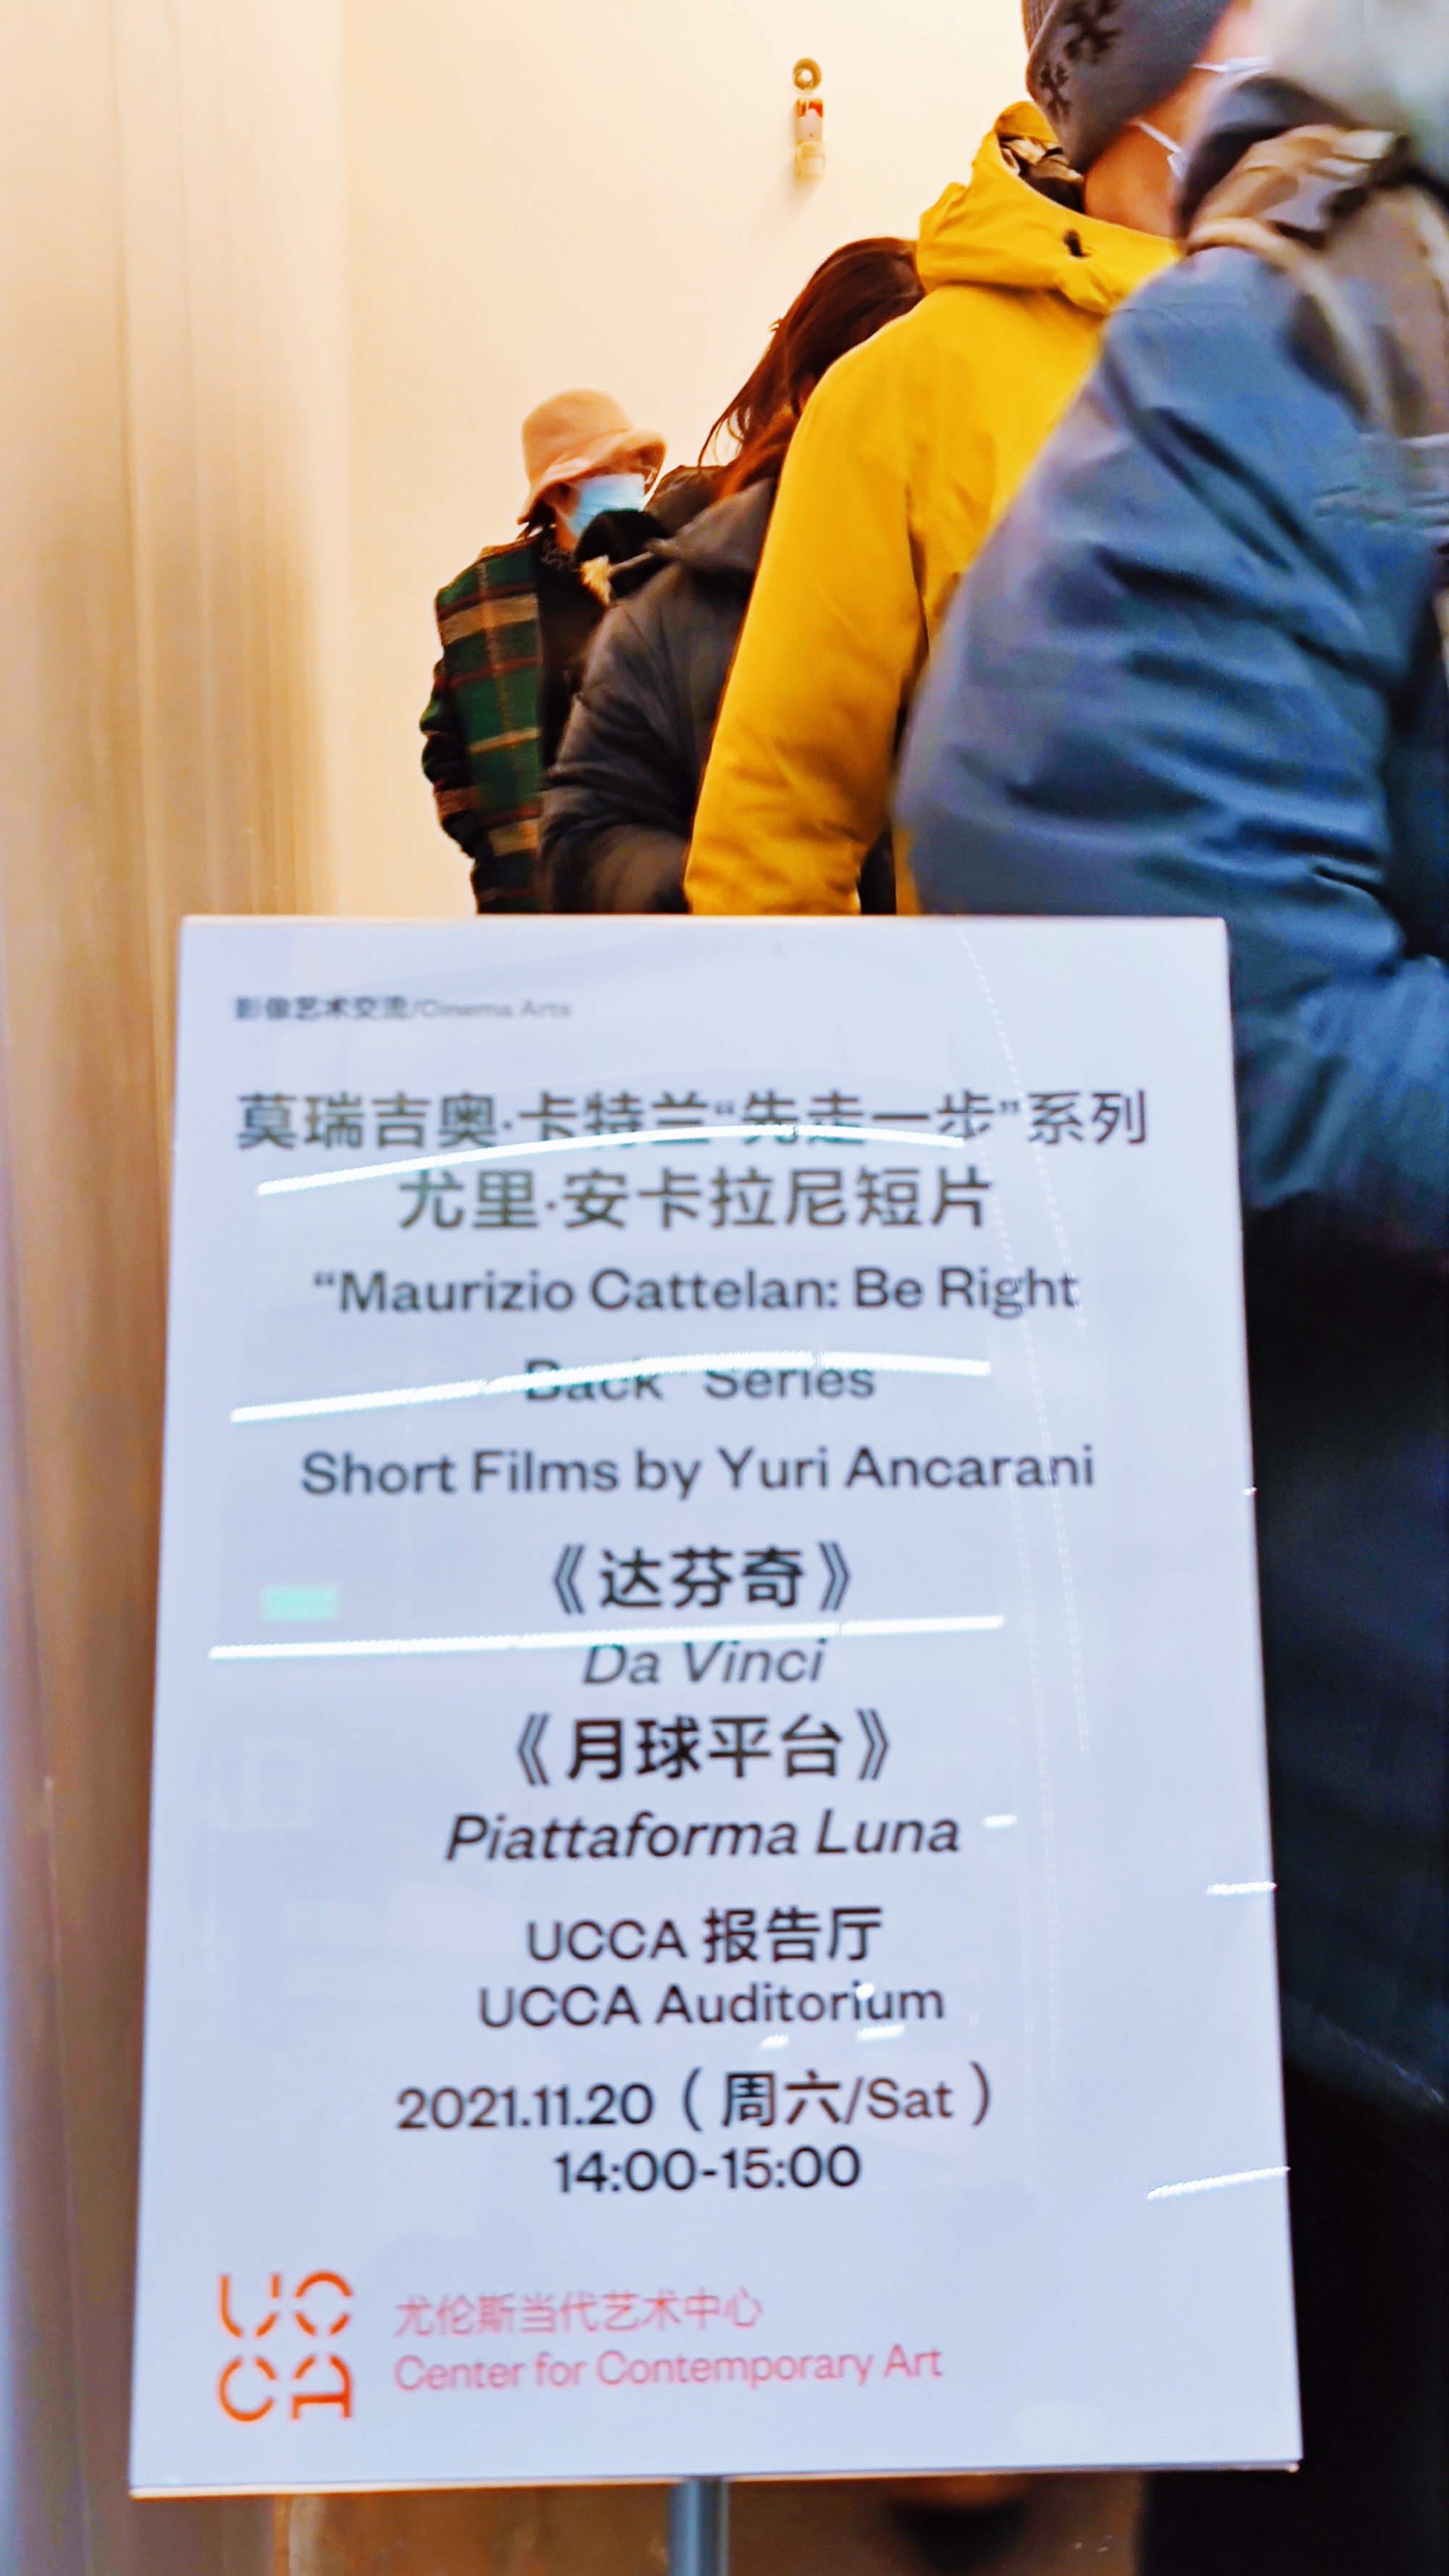 影像艺术交流/Cinema Arts
莫瑞吉奥·卡特兰“先走一步”系列
尤里·安卡拉尼短片
“Maurizio Cattelan: Be Right
Back” Series
Short Films by Yuri Ancarani
《达芬奇》
Da Vinci
《月球平台》
Piattaforma Luna
UCCA 报告厅
UCCA Auditorium
2021.11.20（周六/Sat）
14:00-15:00
UCCA
尤伦斯当代艺术中心
Center for Contemporary Art